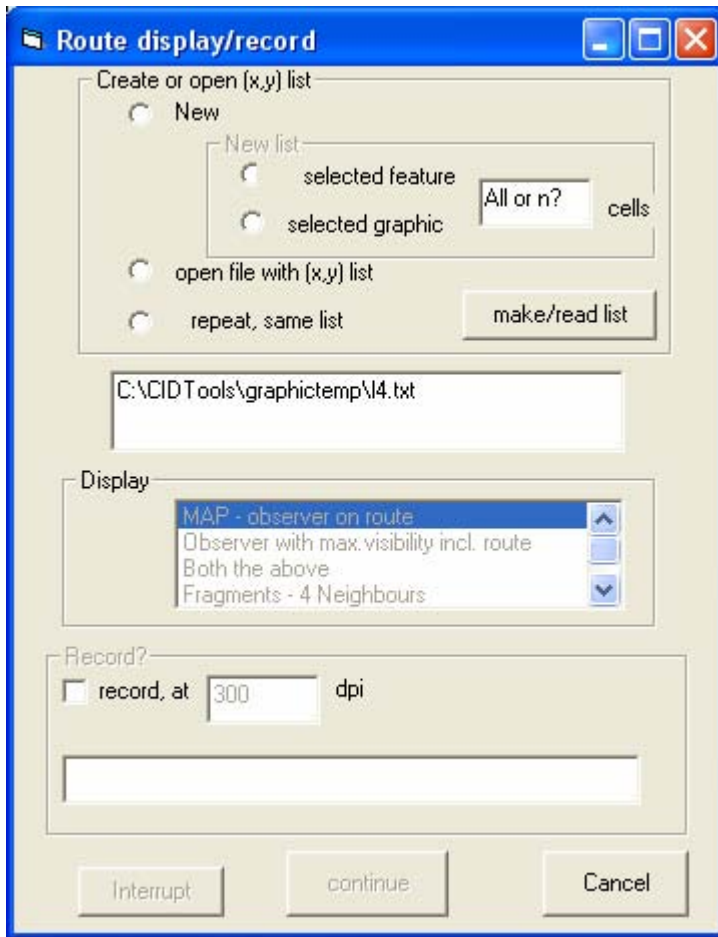 Route display/record
Create or open (x,y) list
New
New list
selected feature
All or n?
cells
selected graphic
open file with (x,y) list
repeat, same list
make/read list
C:\CIDTools\graphictemp\l4.txt
Display
MAP - observer on route
Observer with max.visibility incl. route
Both the above
Fragments - 4 Neighbours
Record?
record, at 300 dpi
Interrupt
continue
Cancel